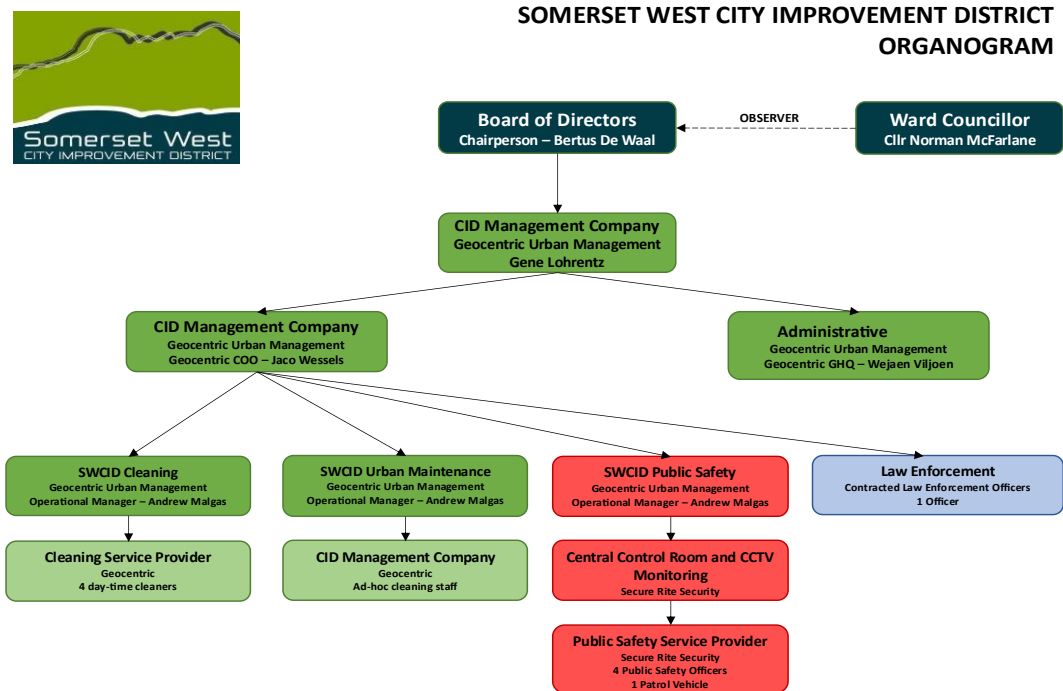 SOMERSET WEST CITY IMPROVEMENT DISTRICT
ORGANOGRAM
Somerset West
CITY IMPROVEMENT DISTRICT
Board of Directors
Chairperson – Bertus De Waal
OBSERVER
Ward Councillor
Cllr Norman McFarlane
CID Management Company
Geocentric Urban Management
Gene Lohrentz
CID Management Company
Geocentric Urban Management
Geocentric COO – Jaco Wessels
Administrative
Geocentric Urban Management
Geocentric GHQ – Wejaen Viljoen
SWCID Cleaning
Geocentric Urban Management
Operational Manager – Andrew Malgas
SWCID Urban Maintenance
Geocentric Urban Management
Operational Manager – Andrew Malgas
SWCID Public Safety
Geocentric Urban Management
Operational Manager – Andrew Malgas
Law Enforcement
Contracted Law Enforcement Officers
1 Officer
Cleaning Service Provider
Geocentric
4 day-time cleaners
CID Management Company
Geocentric
Ad-hoc cleaning staff
Central Control Room and CCTV
Monitoring
Secure Rite Security
Public Safety Service Provider
Secure Rite Security
4 Public Safety Officers
1 Patrol Vehicle